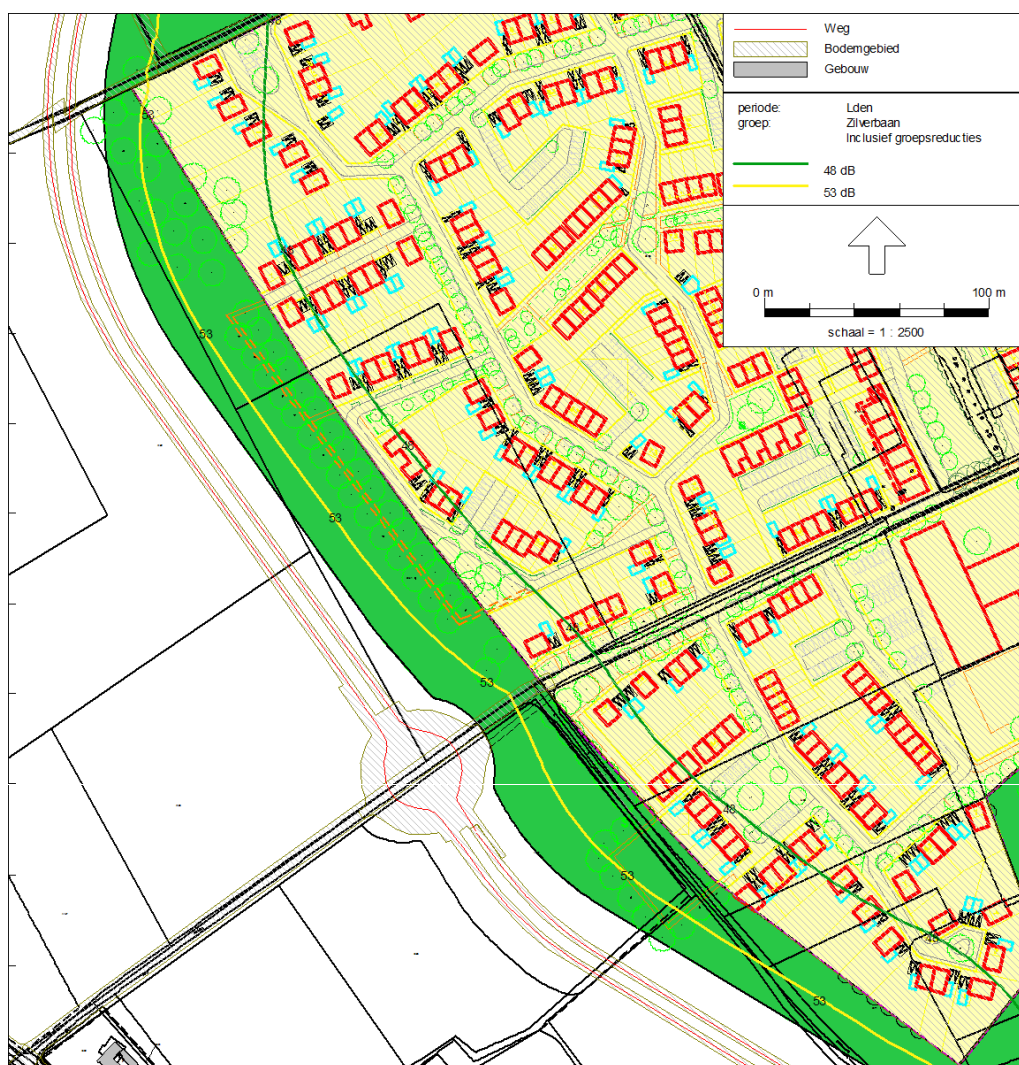 Weg
Bodemgebied
Gebouw
periode: Lden
groep: Zilverbaan
Inclusief groepsreducties
48 dB
53 dB
0 m 100 m
schaal = 1 : 2500
48
53
53
48
53
48
53
48
53
48
53